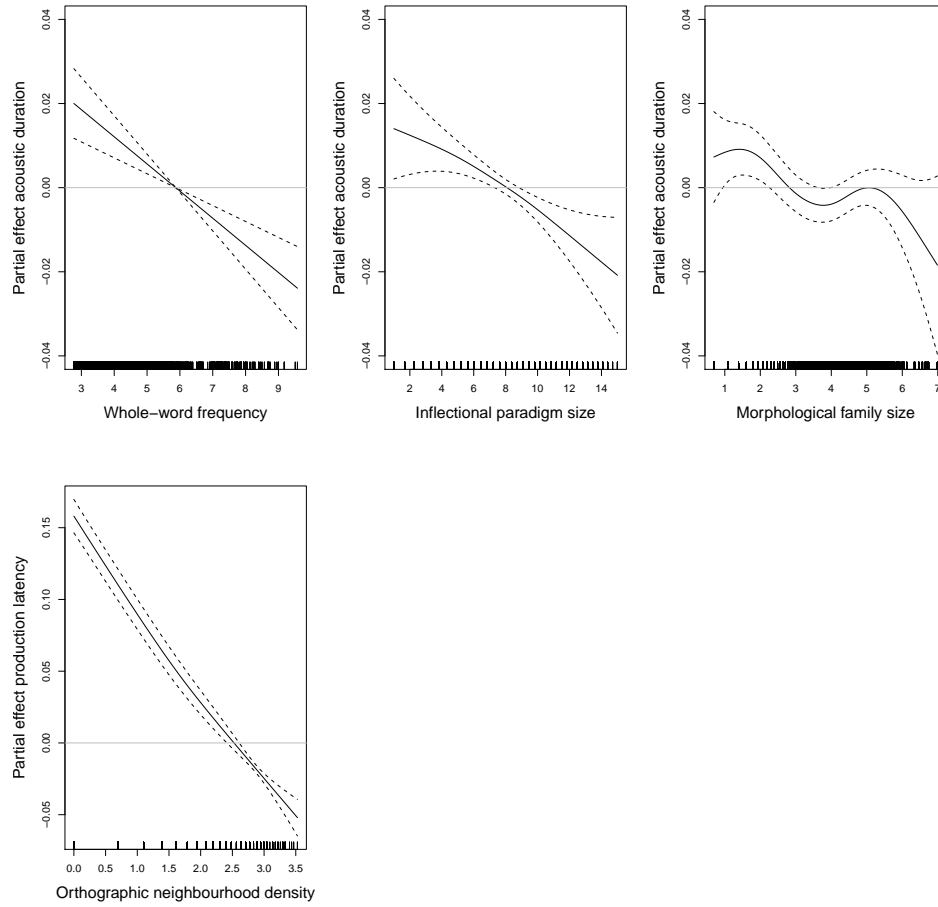 Partial effect acoustic duration
0.04
0.02
0.00
-0.02
-0.04
3 4 5 6 7 8 9
Whole−word frequency
Partial effect acoustic duration
0.04
0.02
0.00
-0.02
-0.04
2 4 6 8 10 12 14
Inflectional paradigm size
Partial effect acoustic duration
0.04
0.02
0.00
-0.02
-0.04
1 2 3 4 5 6 7
Morphological family size
Partial effect production latency
0.15
0.10
0.05
0.00
-0.05
0.0 0.5 1.0 1.5 2.0 2.5 3.0 3.5
Orthographic neighbourhood density